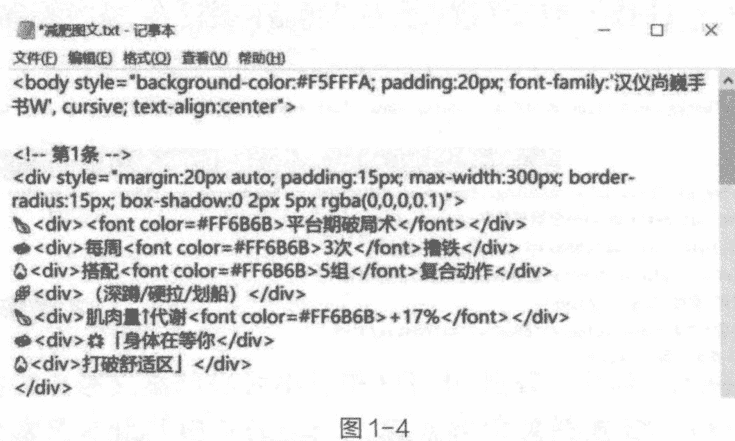 *减肥图文.txt - 记事本
文件(F) 编辑(E) 格式(O) 查看(V) 帮助(H)
<body style="background-color:#F5FFFA; padding:20px; font-family:'汉仪尚巍手
书W', cursive; text-align:center">
<!-- 第1条 -->
<div style="margin:20px auto; padding:15px; max-width:300px; border-
radius:15px; box-shadow:0 2px 5px rgba(0,0,0,0.1)">
<div><font color=#FF6B6B>平台期破局术</font></div>
<div>每周<font color=#FF6B6B>3次</font>撸铁</div>
<div>搭配<font color=#FF6B6B>5组</font>复合动作</div>
<div>（深蹲/硬拉/划船）</div>
<div>肌肉量↑代谢<font color=#FF6B6B>+17%</font></div>
<div>「身体在等你</div>
<div>打破舒适区」</div>
</div>
图1-4